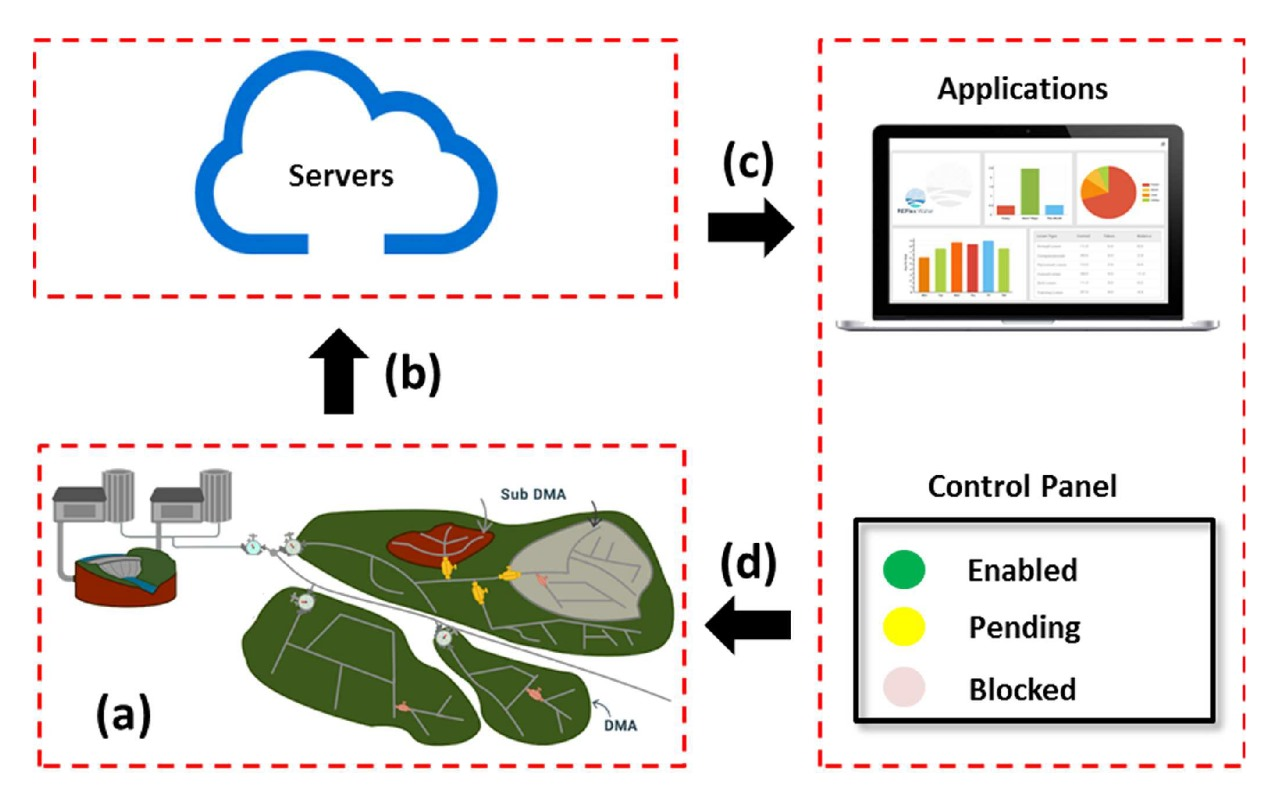 Servers
(c)
Applications
(b)
Sub DMA
(a)
DMA
(d)
Control Panel
Enabled
Pending
Blocked